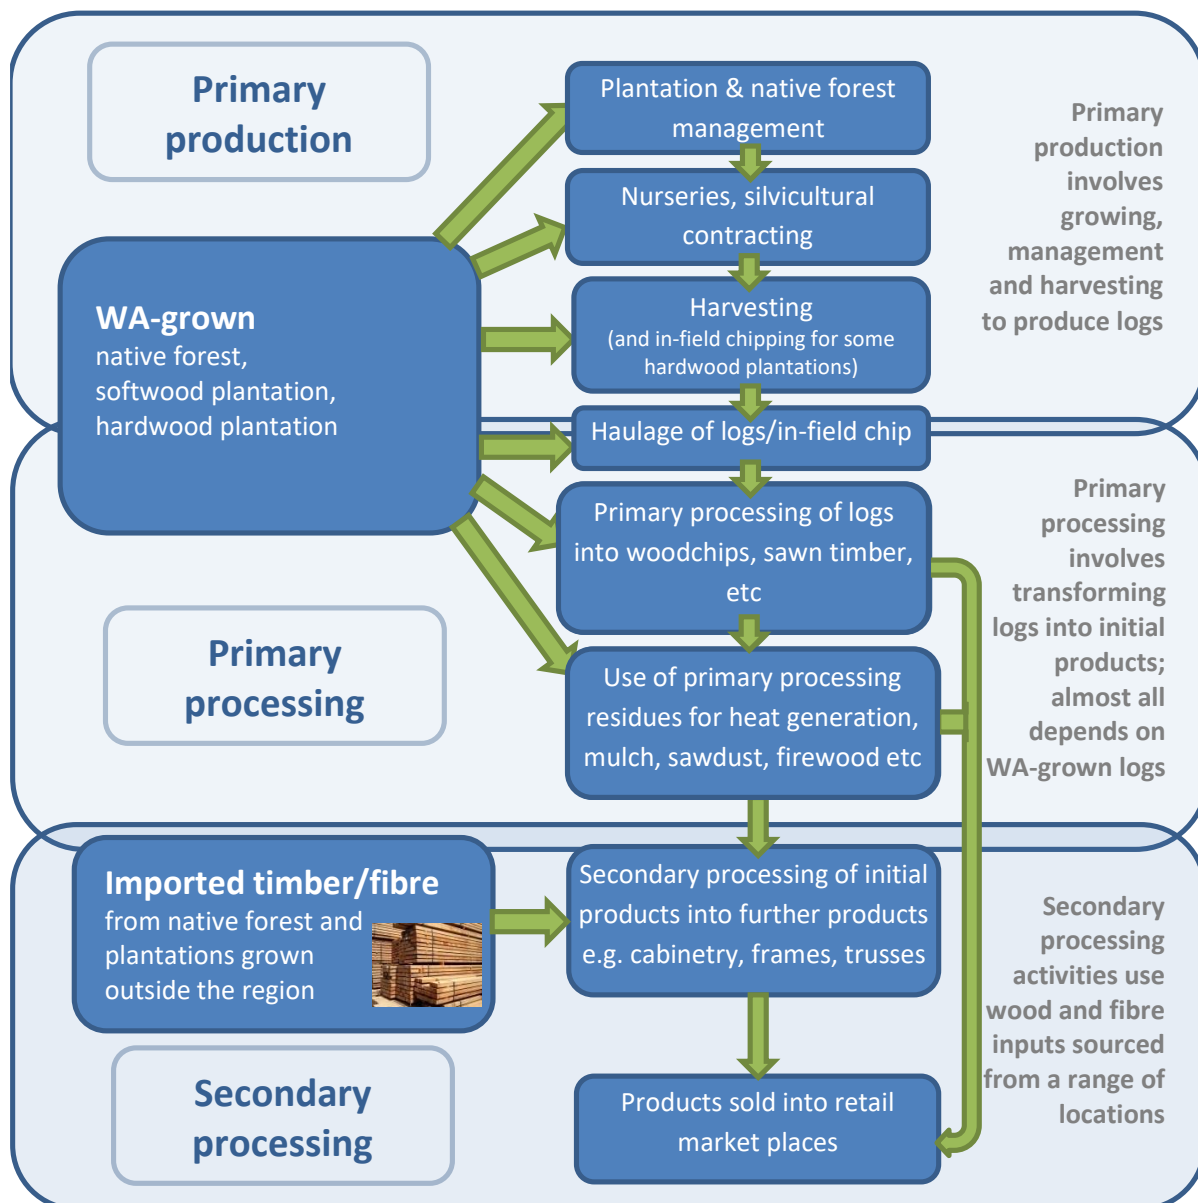 Primary
production
Plantation & native forest
management
Primary
production
involves
growing,
management
and harvesting
to produce logs
Nurseries, silvicultural
contracting
WA-grown
native forest,
softwood plantation,
hardwood plantation
Harvesting
(and in-field chipping for some
hardwood plantations)
Haulage of logs/in-field chip
Primary processing of logs
into woodchips, sawn timber,
etc
Primary
processing
involves
transforming
logs into initial
products;
almost all
depends on
WA-grown logs
Primary
processing
Use of primary processing
residues for heat generation,
mulch, sawdust, firewood etc
Imported timber/fibre
from native forest and
plantations grown
outside the region
Secondary processing of initial
products into further products
e.g. cabinetry, frames, trusses
Secondary
processing
activities use
wood and fibre
inputs sourced
from a range of
locations
Secondary
processing
Products sold into retail
market places